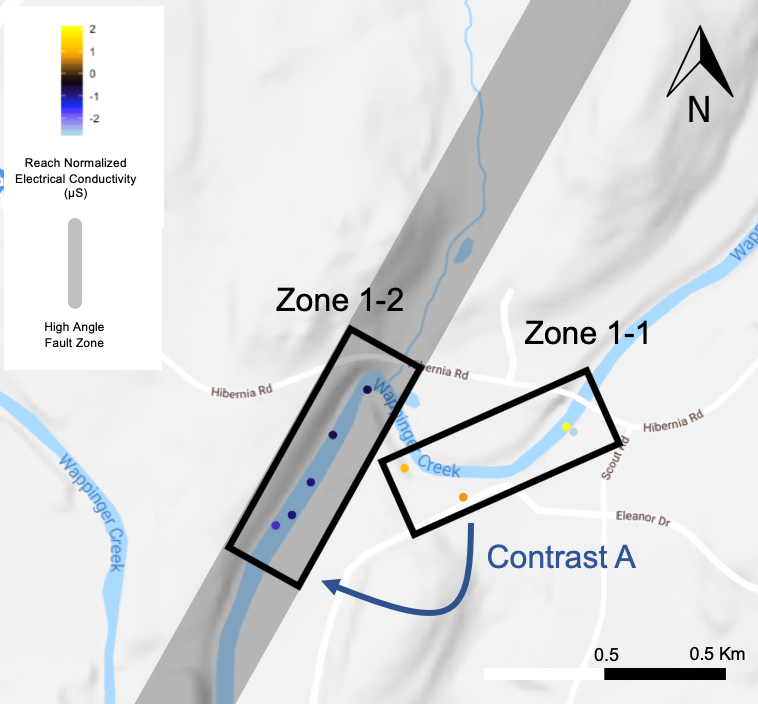 2
1
0
-1
-2
Reach Normalized
Electrical Conductivity
(µS)
High Angle
Fault Zone
N
Wapp
Zone 1-2
Zone 1-1
Hibernia Rd
Hibernia Rd
Hibernia Rd
Wappinger Creek
Scout Rd
Wappinger Creek
Eleanor Dr
Contrast A
0.5
0.5 Km